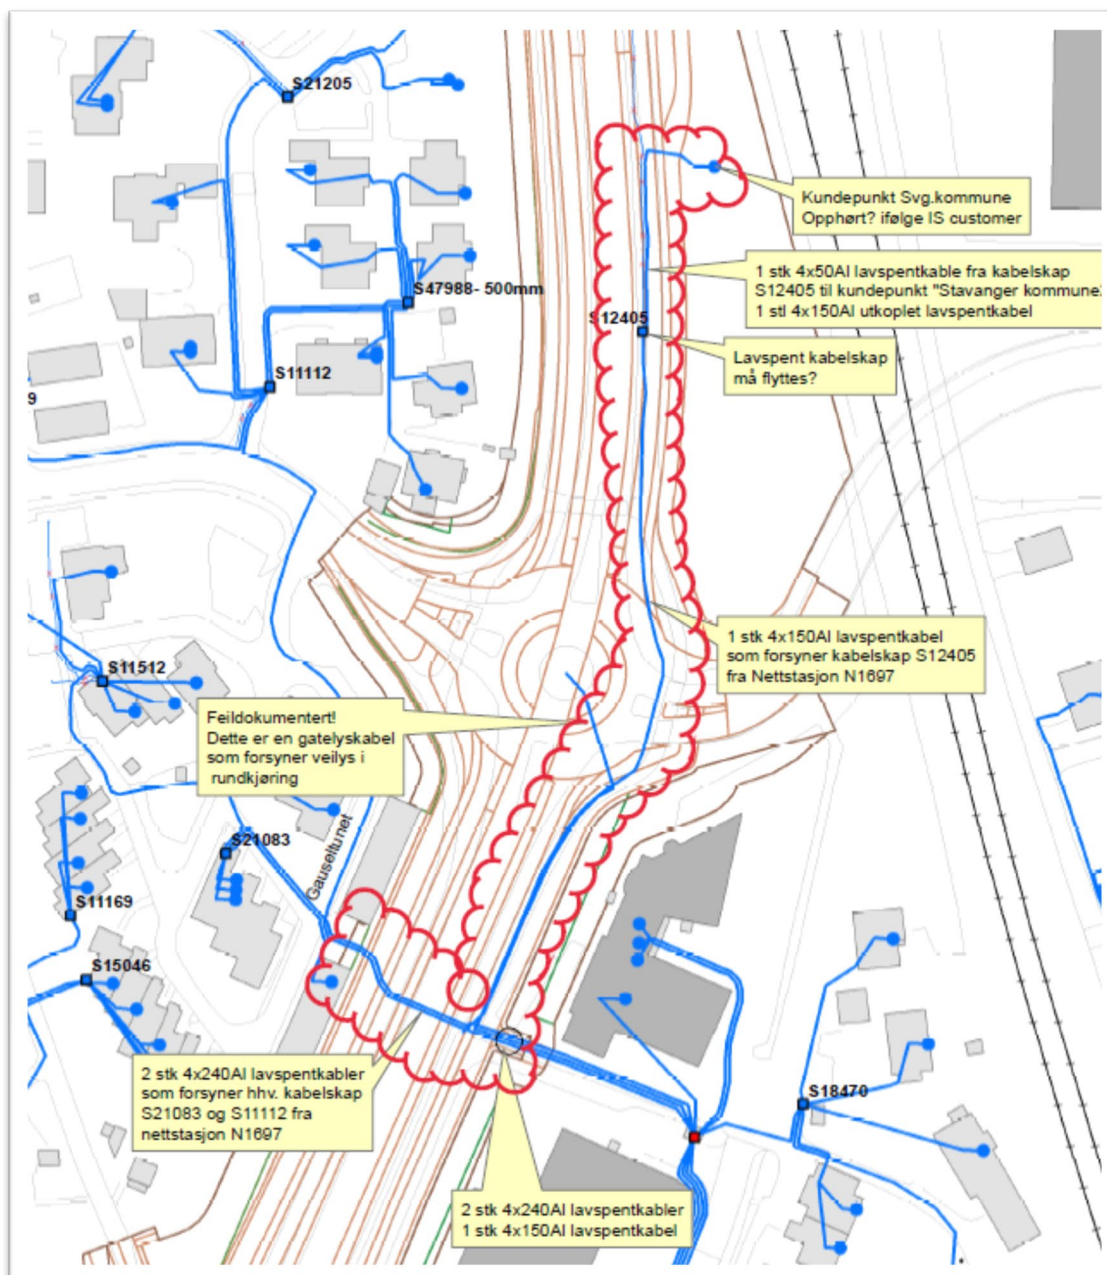 S21205
Kundepunkt Svg.kommune
Opphørt? ifølge IS customer
S47988- 500mm
1 stk 4x50Al lavspentkable fra kabelskap
S12405 til kundepunkt "Stavanger kommune
1 stl 4x150Al utkoplet lavspentkabel
S12405
Lavspent kabelskap
må flyttes?
S11112
9
1 stk 4x150Al lavspentkabel
som forsyner kabelskap S12405
fra Nettstasjon N1697
S11512
Feildokumentert!
Dette er en gatelyskabel
som forsyner veilys i
rundkjøring
S21083
Gauseltunet
S11169
S15046
2 stk 4x240Al lavspentkabler
som forsyner hhv. kabelskap
S21083 og S11112 fra
nettstasjon N1697
S18470
2 stk 4x240Al lavspentkabler
1 stk 4x150Al lavspentkabel